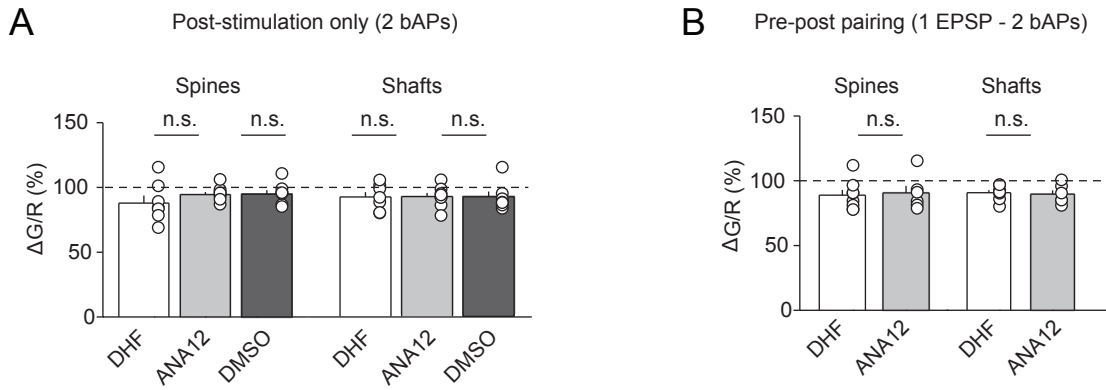 A
Post-stimulation only (2 bAPs)
Spines
Shafts
n.s.
n.s.
n.s.
n.s.
150
100
50
0
ΔG/R (%)
DHF
ANA12
DMSO
DHF
ANA12
DMSO
B
Pre-post pairing (1 EPSP - 2 bAPs)
Spines
Shafts
n.s.
n.s.
150
100
50
0
ΔG/R (%)
DHF
ANA12
DHF
ANA12